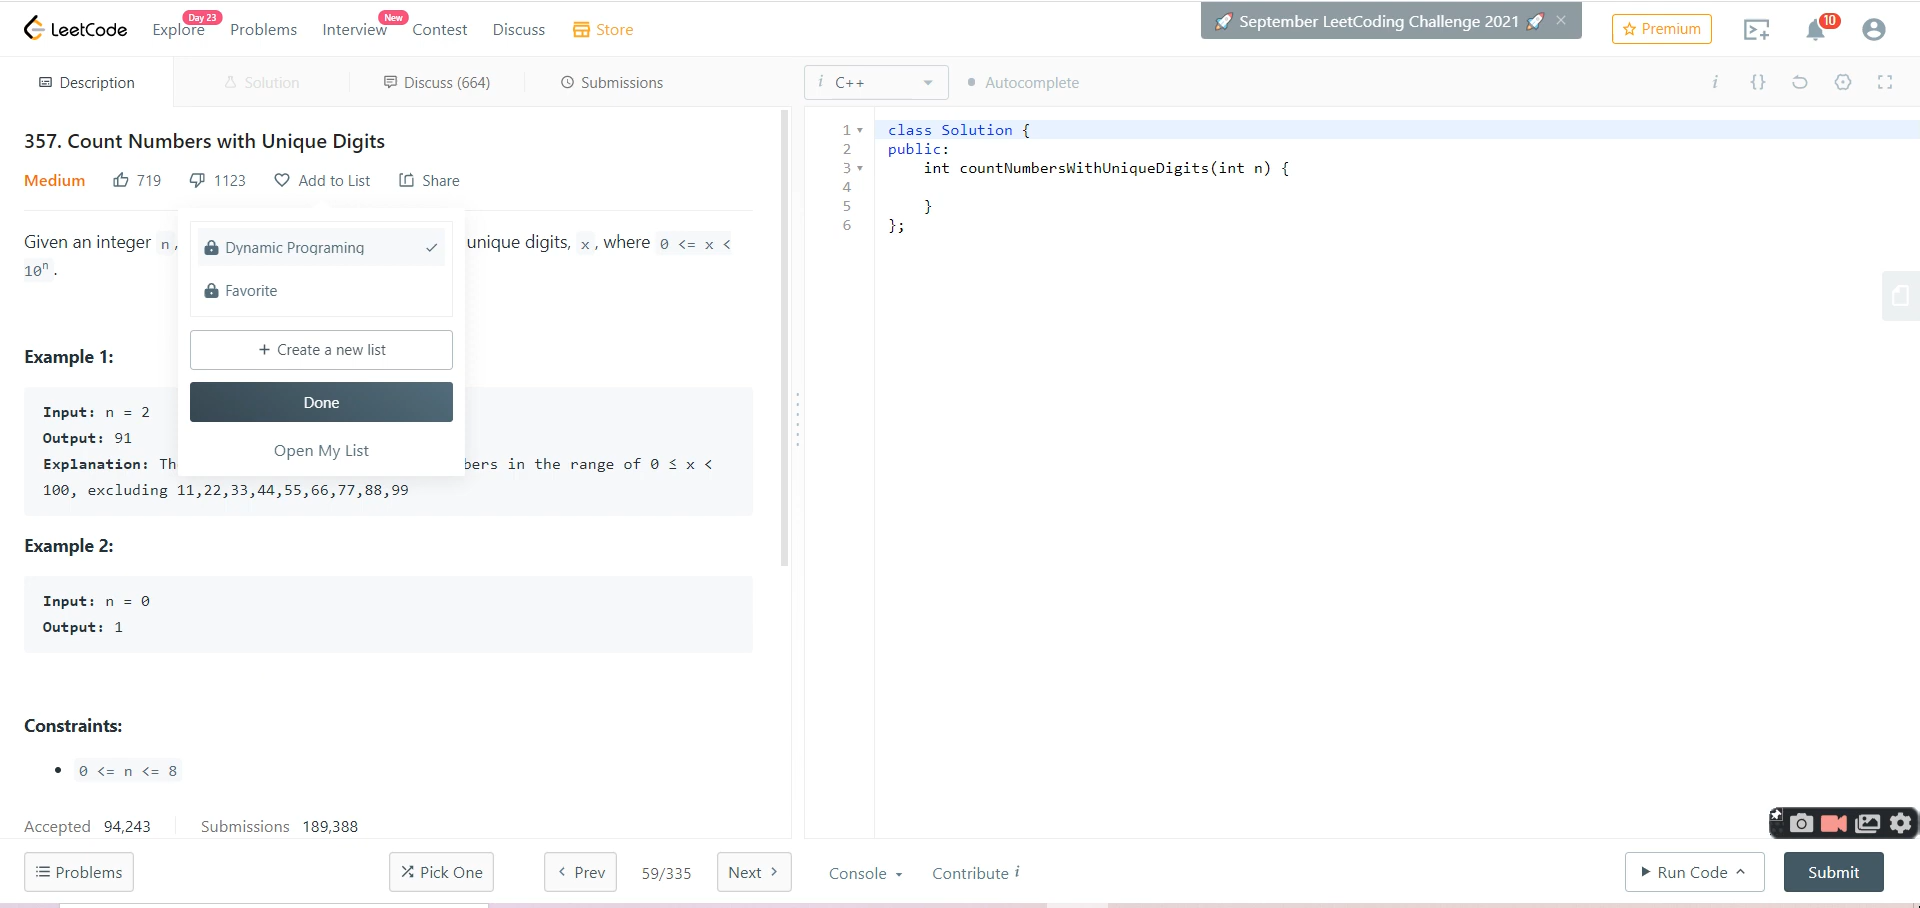 LeetCode Explore Day 23 Problems Interview New Contest Discuss Store
🚀 September LeetCoding Challenge 2021 🚀 ×
Premium 10
Description Solution Discuss (664) Submissions
i C++ Autocomplete i {}
357. Count Numbers with Unique Digits
Medium 719 1123 Add to List Share
Given an integer n, unique digits, x, where 0 <= x <
10ⁿ.
Dynamic Programing
Favorite
+ Create a new list
Done
Open My List
Example 1:
Input: n = 2
Output: 91
Explanation: Th bers in the range of 0 ≤ x <
100, excluding 11,22,33,44,55,66,77,88,99
Example 2:
Input: n = 0
Output: 1
Constraints:
• 0 <= n <= 8
Accepted 94,243 Submissions 189,388
1 class Solution {
2 public:
3 int countNumbersWithUniqueDigits(int n) {
4
5 }
6 };
Problems Pick One < Prev 59/335 Next >
Console Contribute i Run Code Submit